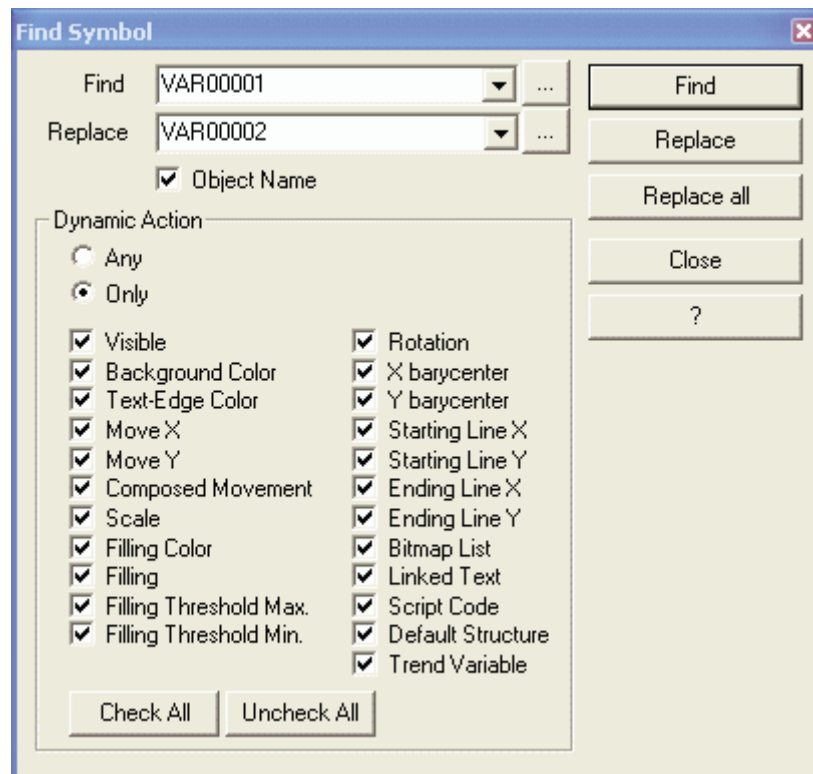 Find Symbol
Find VAR00001 ... Find
Replace VAR00002 ... Replace
Object Name
Replace all
Dynamic Action
Any
Close
Only
?
Visible Rotation
Background Color X barycenter
Text-Edge Color Y barycenter
Move X Starting Line X
Move Y Starting Line Y
Composed Movement Ending Line X
Scale Ending Line Y
Filling Color Bitmap List
Filling Linked Text
Filling Threshold Max. Script Code
Filling Threshold Min. Default Structure
Trend Variable
Check All Uncheck All